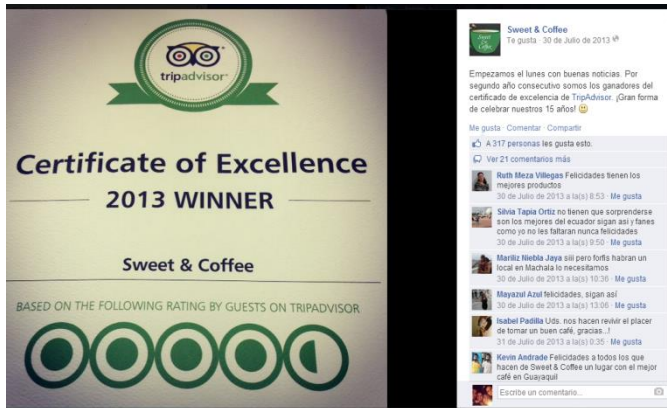 tripadvisor
Certificate of Excellence
2013 WINNER
Sweet & Coffee
BASED ON THE FOLLOWING RATING BY GUESTS ON TRIPADVISOR
Sweet & Coffee
Te gusta · 30 de Julio de 2013
Empezamos el lunes con buenas noticias. Por
segundo año consecutivo somos los ganadores del
certificado de excelencia de TripAdvisor. ¡Gran forma
de celebrar nuestros 15 años!
Me gusta · Comentar · Compartir
A 317 personas les gusta esto.
Ver 21 comentarios más
Ruth Meza Villegas Felicidades tienen los
mejores productos
30 de Julio de 2013 a la(s) 8:53 · Me gusta
Silvia Tapia Ortiz no tienen que sorprenderse
son los mejores del ecuador sigan asi y fanes
como yo no les faltaran nunca felicidades
30 de Julio de 2013 a la(s) 9:50 · Me gusta
Mariliz Niebla Jaya siii pero forfis habran un
local en Machala lo necesitamos
30 de Julio de 2013 a la(s) 10:36 · Me gusta
Mayazul Azul felicidades, sigan así
30 de Julio de 2013 a la(s) 13:06 · Me gusta
Isabel Padilla Uds. nos hacen revivir el placer
de tomar un buen café, gracias...!
31 de Julio de 2013 a la(s) 0:35 · Me gusta
Kevin Andrade Felicidades a todos los que
hacen de Sweet & Coffee un lugar con el mejor
café en Guayaquil
Escribe un comentario...